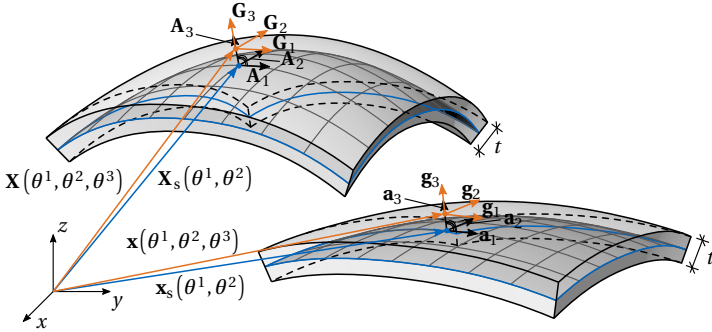 G₃
G₂
A₃
G₁
A₂
A₁
X(θ¹, θ², θ³)
Xₛ(θ¹, θ²)
t
g₃
g₂
a₃
g₁
a₂
a₁
z
x(θ¹, θ², θ³)
t
xₛ(θ¹, θ²)
y
x